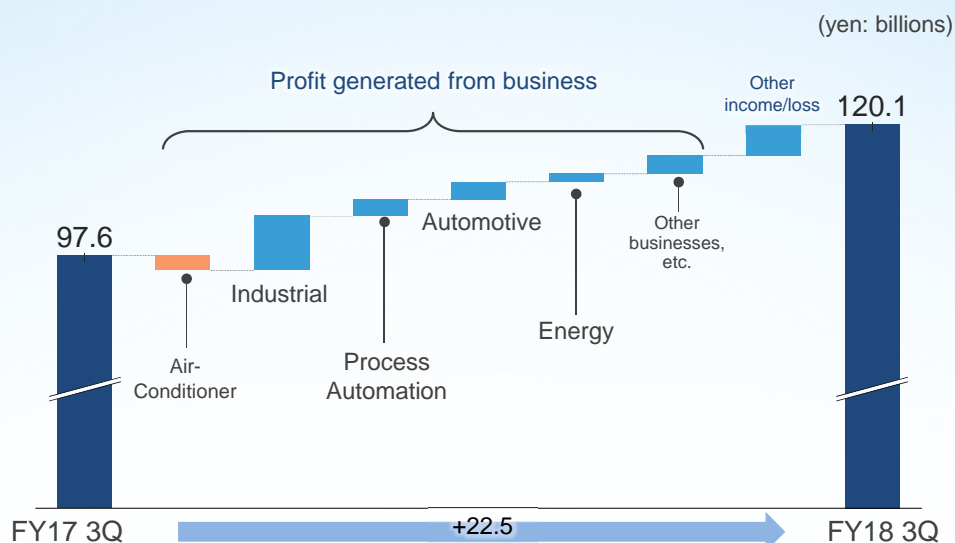 (yen: billions)
Profit generated from business
Other
income/loss
120.1
97.6
Automotive
Other
businesses,
etc.
Industrial
Energy
Air-
Conditioner
Process
Automation
+22.5
FY17 3Q
FY18 3Q